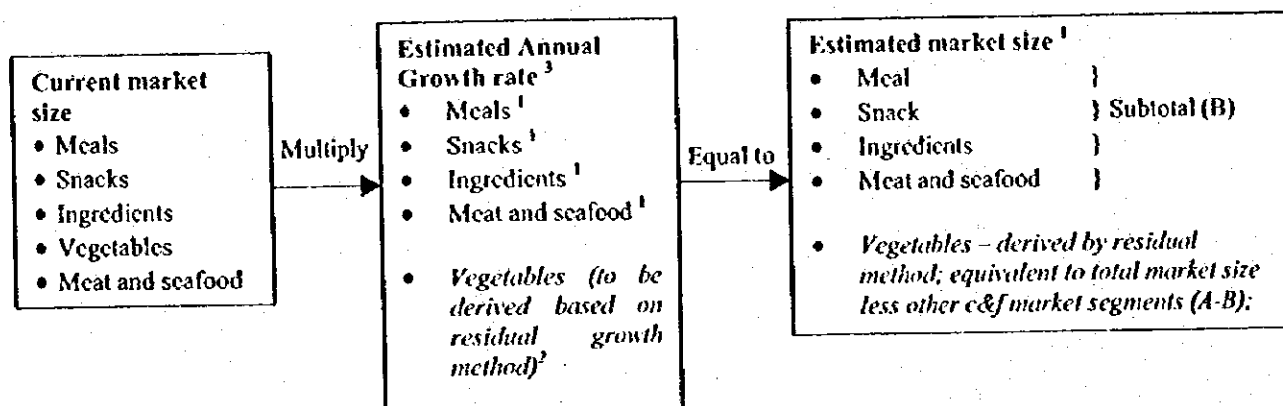 Current market
size
• Meals
• Snacks
• Ingredients
• Vegetables
• Meat and seafood
Multiply
Estimated Annual
Growth rate ³
• Meals ¹
• Snacks ¹
• Ingredients ¹
• Meat and seafood ¹
• Vegetables (to be
derived based on
residual growth
method)²
Equal to
Estimated market size ¹
• Meal }
• Snack } Subtotal (B)
• Ingredients }
• Meat and seafood }
• Vegetables – derived by residual
method; equivalent to total market size
less other c&f market segments (A-B);